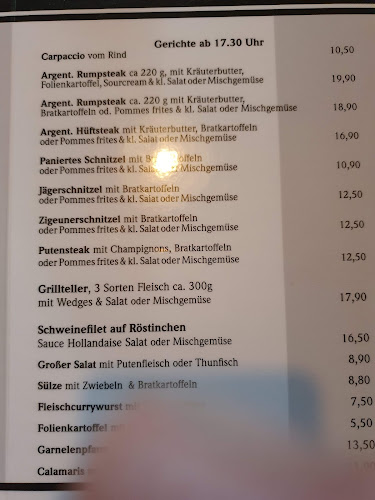 Gerichte ab 17.30 Uhr
Carpaccio vom Rind 10,50
Argent. Rumpsteak ca 220 g, mit Kräuterbutter,
Folienkartoffel, Sourcream & kl. Salat oder Mischgemüse 19,90
Argent. Rumpsteak ca. 220 g mit Kräuterbutter,
Bratkartoffeln od. Pommes frites & kl. Salat oder Mischgemüse 18,90
Argent. Hüftsteak mit Kräuterbutter, Bratkartoffeln
oder Pommes frites & kl. Salat oder Mischgemüse 16,90
Paniertes Schnitzel mit Bratkartoffeln
oder Pommes frites & kl. Salat oder Mischgemüse 10,90
Jägerschnitzel mit Bratkartoffeln
oder Pommes frites & kl. Salat oder Mischgemüse 12,50
Zigeunerschnitzel mit Bratkartoffeln
oder Pommes frites & kl. Salat oder Mischgemüse 12,50
Putensteak mit Champignons, Bratkartoffeln
oder Pommes frites & kl. Salat oder Mischgemüse 12,50
Grillteller, 3 Sorten Fleisch ca. 300g
mit Wedges & Salat oder Mischgemüse 17,90
Schweinefilet auf Röstinchen
Sauce Hollandaise Salat oder Mischgemüse 16,50
Großer Salat mit Putenfleisch oder Thunfisch 8,90
Sülze mit Zwiebeln & Bratkartoffeln 8,80
Fleischcurrywurst 7,50
Folienkartoffel 5,50
Garnelenpfanne 13,50
Calamaris